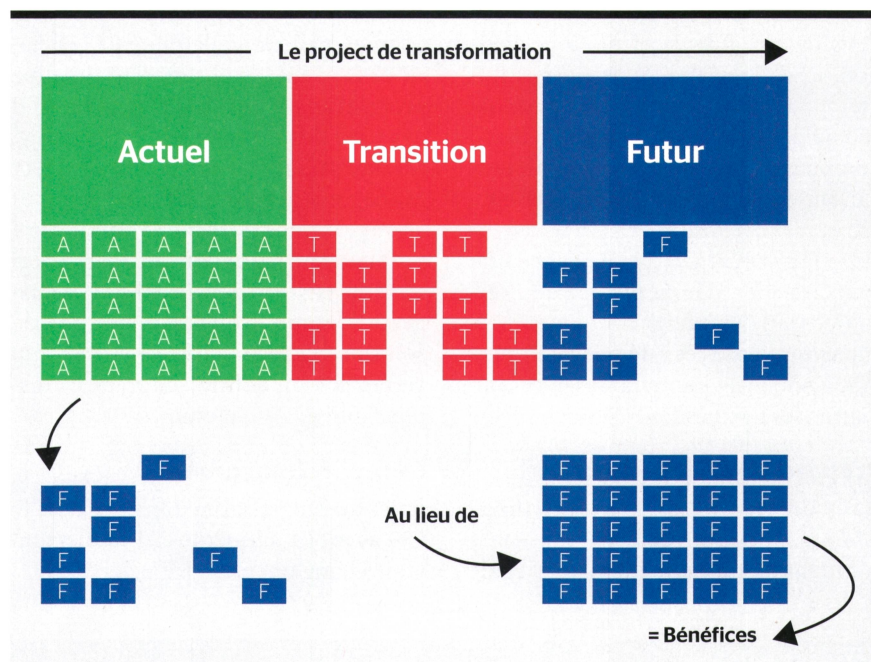 Le project de transformation
Actuel Transition Futur
A A A A A T T T F
A A A A A T T T F F
A A A A A T T T F
A A A A A T T T T F F
A A A A A T T T T F F F
F
F F
F
F F
F F F
Au lieu de
F F F F F
F F F F F
F F F F F
F F F F F
F F F F F
= Bénéfices